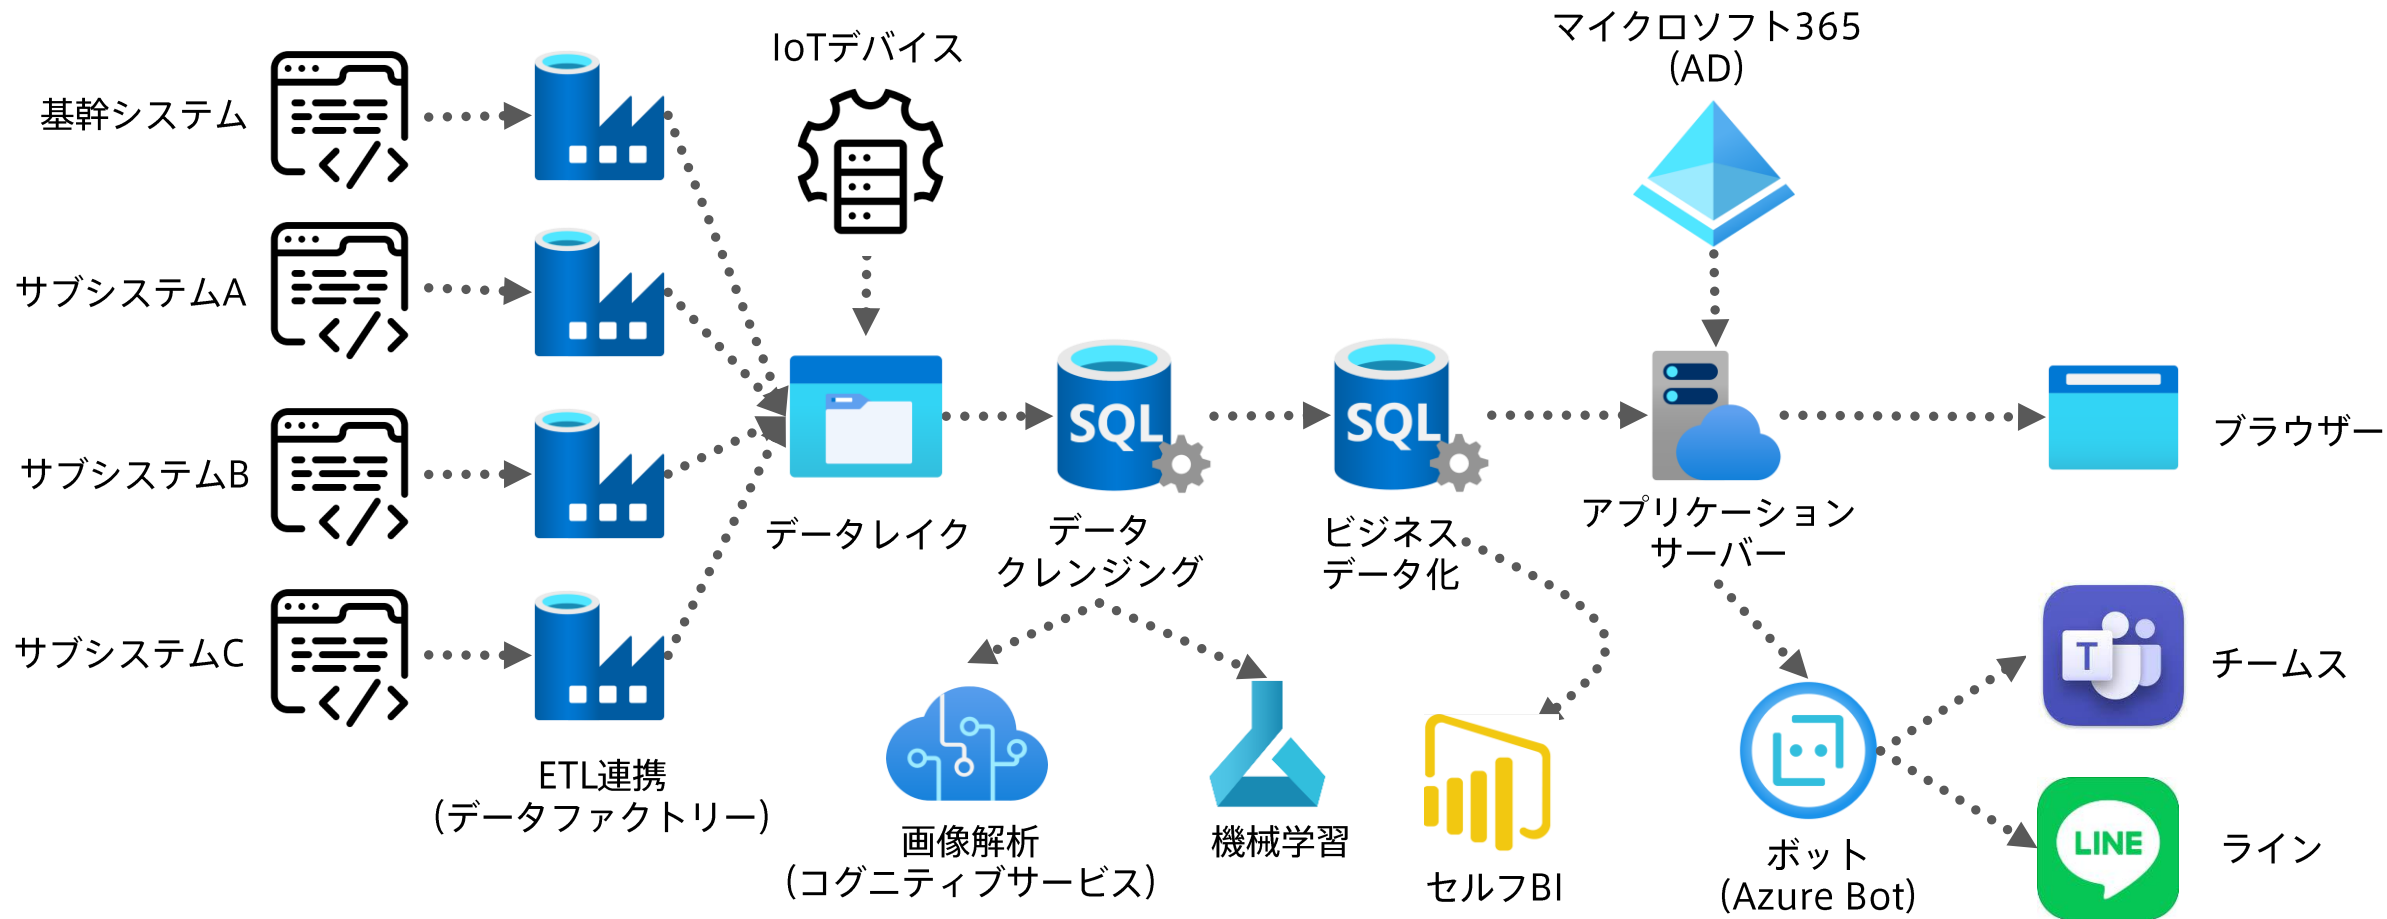 基幹システム
サブシステムA
サブシステムB
サブシステムC
ETL連携
(データファクトリー)
IoTデバイス
データレイク
SQL
データ
クレンジング
画像解析
(コグニティブサービス)
機械学習
SQL
ビジネス
データ化
セルフBI
マイクロソフト365
(AD)
アプリケーション
サーバー
ボット
(Azure Bot)
ブラウザー
T
チームス
LINE
ライン